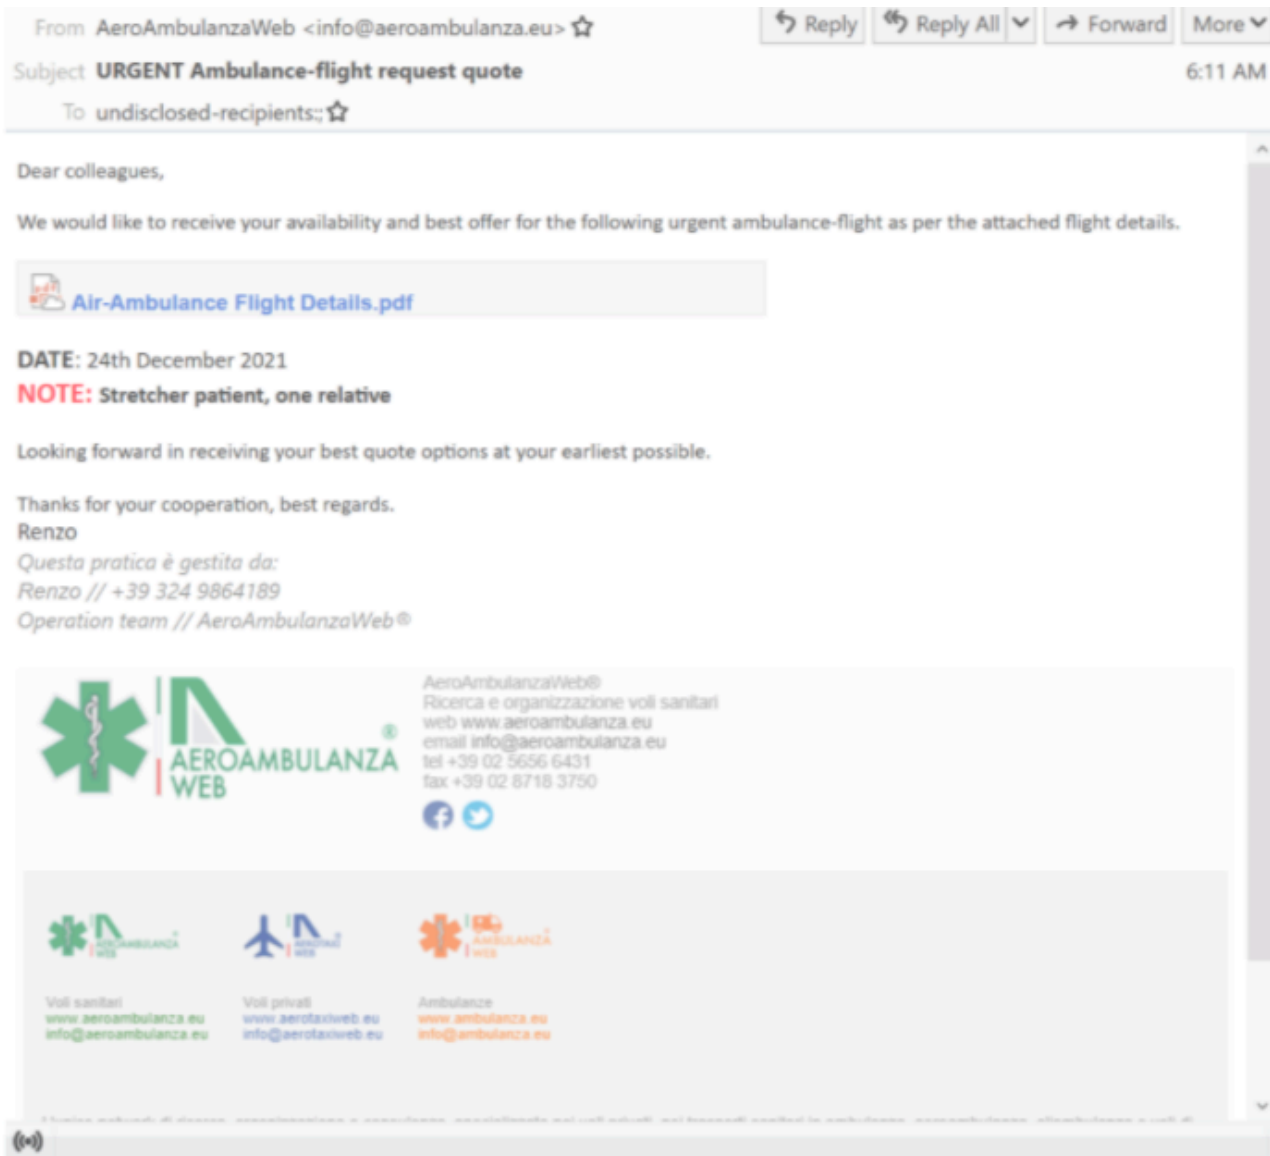 From AeroAmbulanzaWeb <info@aeroambulanza.eu>
Reply Reply All Forward More
Subject URGENT Ambulance-flight request quote
6:11 AM
To undisclosed-recipients:;
Dear colleagues,
We would like to receive your availability and best offer for the following urgent ambulance-flight as per the attached flight details.
pdf
Air-Ambulance Flight Details.pdf
DATE: 24th December 2021
NOTE: Stretcher patient, one relative
Looking forward in receiving your best quote options at your earliest possible.
Thanks for your cooperation, best regards.
Renzo
Questa pratica è gestita da:
Renzo // +39 324 9864189
Operation team // AeroAmbulanzaWeb®
AEROAMBULANZA®
WEB
AeroAmbulanzaWeb®
Ricerca e organizzazione voli sanitari
web www.aeroambulanza.eu
email info@aeroambulanza.eu
tel +39 02 5656 6431
fax +39 02 8718 3750
AEROAMBULANZA
WEB
AEROTAXI
WEB
AMBULANZA
WEB
Voli sanitari
www.aeroambulanza.eu
info@aeroambulanza.eu
Voli privati
www.aerotaxiweb.eu
info@aerotaxiweb.eu
Ambulanze
www.ambulanza.eu
info@ambulanza.eu